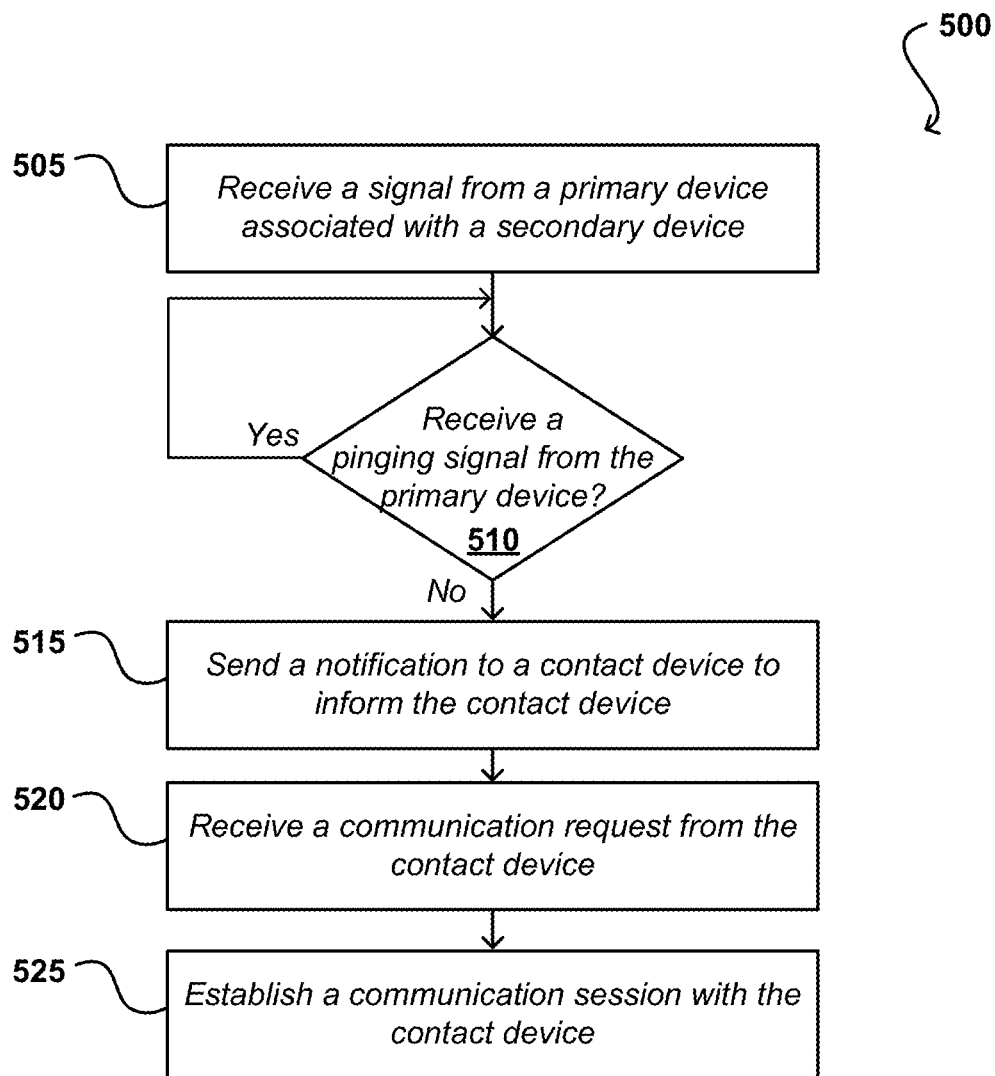 500
505
Receive a signal from a primary device
associated with a secondary device
Yes
Receive a
pinging signal from the
primary device?
510
No
515
Send a notification to a contact device to
inform the contact device
520
Receive a communication request from the
contact device
525
Establish a communication session with the
contact device